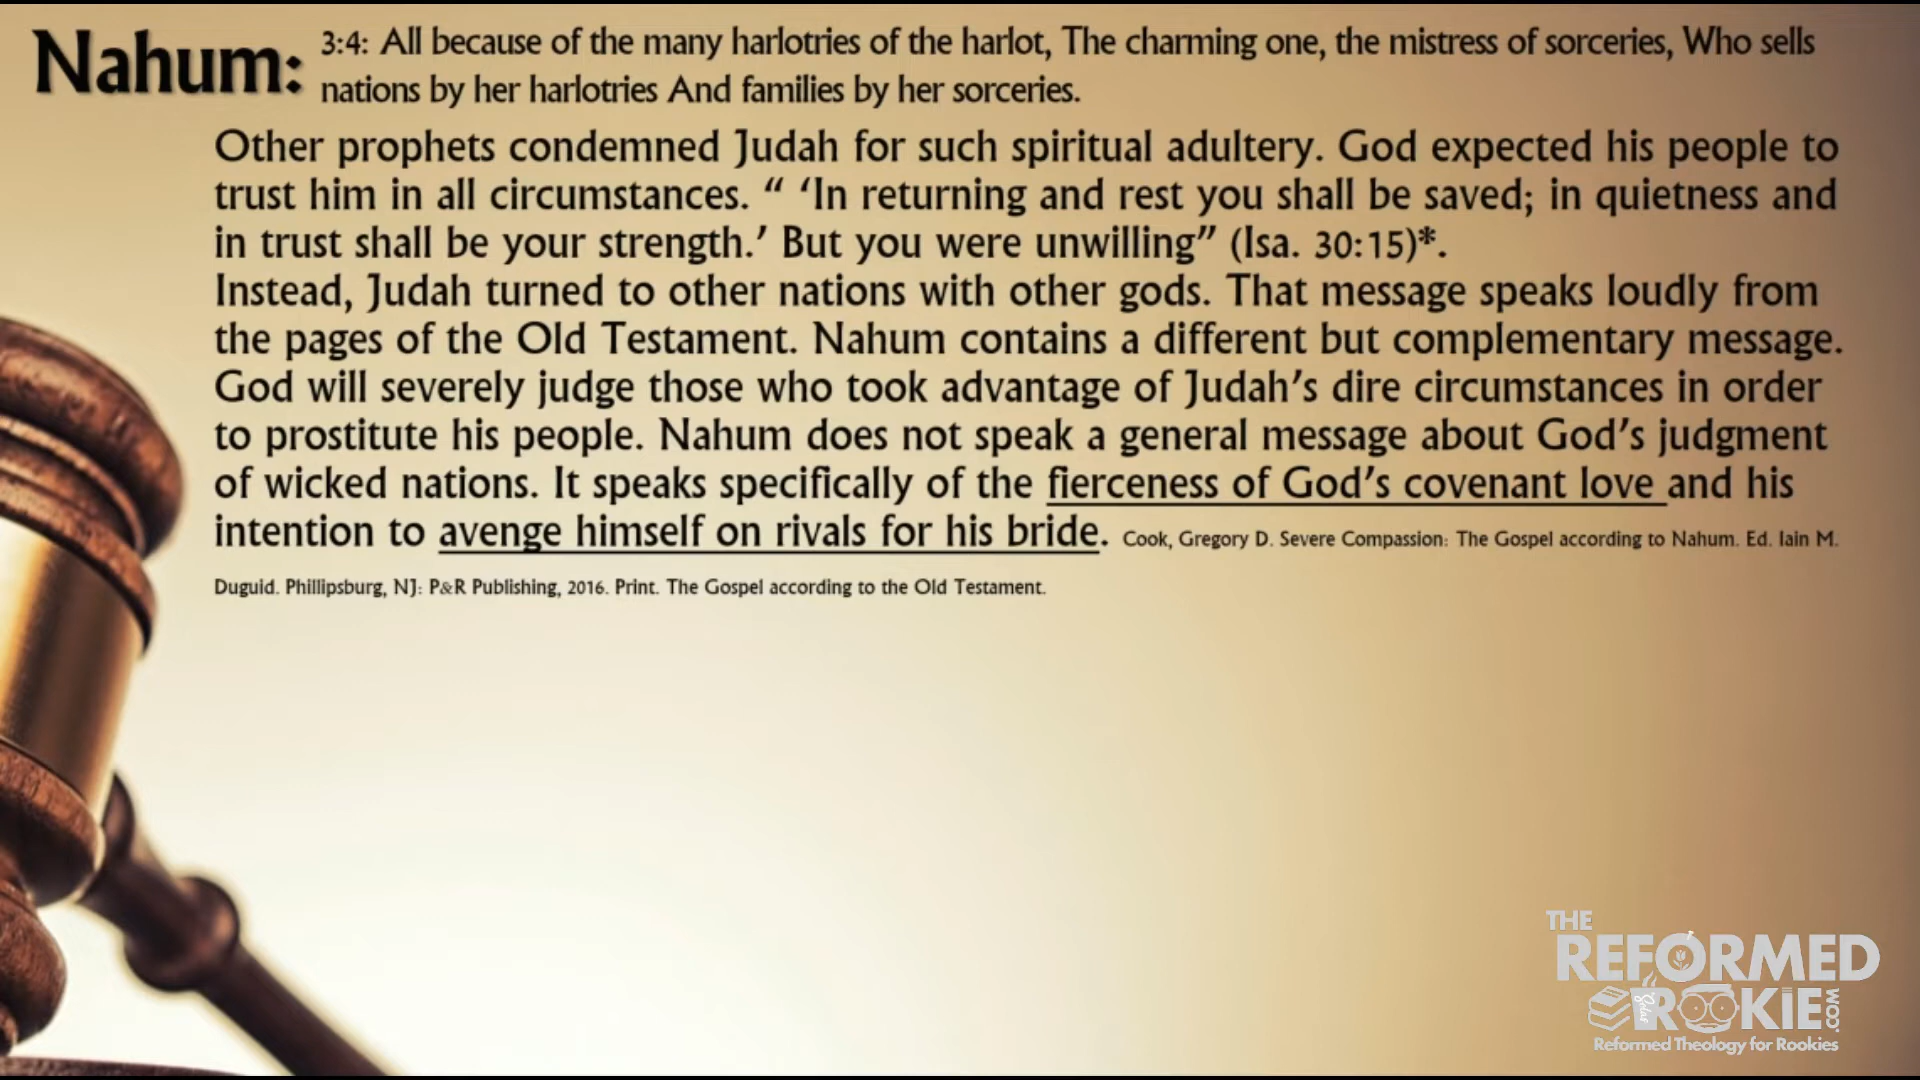 Nahum: 3:4: All because of the many harlotries of the harlot, The charming one, the mistress of sorceries, Who sells
nations by her harlotries And families by her sorceries.
Other prophets condemned Judah for such spiritual adultery. God expected his people to
trust him in all circumstances. “ ‘In returning and rest you shall be saved; in quietness and
in trust shall be your strength.’ But you were unwilling” (Isa. 30:15)*.
Instead, Judah turned to other nations with other gods. That message speaks loudly from
the pages of the Old Testament. Nahum contains a different but complementary message.
God will severely judge those who took advantage of Judah’s dire circumstances in order
to prostitute his people. Nahum does not speak a general message about God’s judgment
of wicked nations. It speaks specifically of the fierceness of God’s covenant love and his
intention to avenge himself on rivals for his bride. Cook, Gregory D. Severe Compassion: The Gospel according to Nahum. Ed. Iain M.
Duguid. Phillipsburg, NJ: P&R Publishing, 2016. Print. The Gospel according to the Old Testament.
THE
REFORMED
ROOKIE.COM
Reformed Theology for Rookies